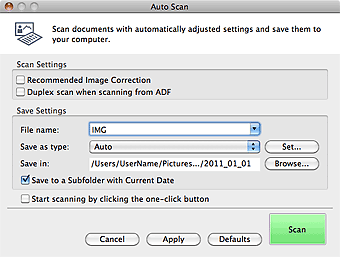 Auto Scan
Scan documents with automatically adjusted settings and save them to
your computer.
Scan Settings
Recommended Image Correction
Duplex scan when scanning from ADF
Save Settings
File name: IMG
Save as type: Auto Set...
Save in: /Users/UserName/Pictures.../2011_01_01 Browse...
Save to a Subfolder with Current Date
Start scanning by clicking the one-click button
Cancel Apply Defaults Scan